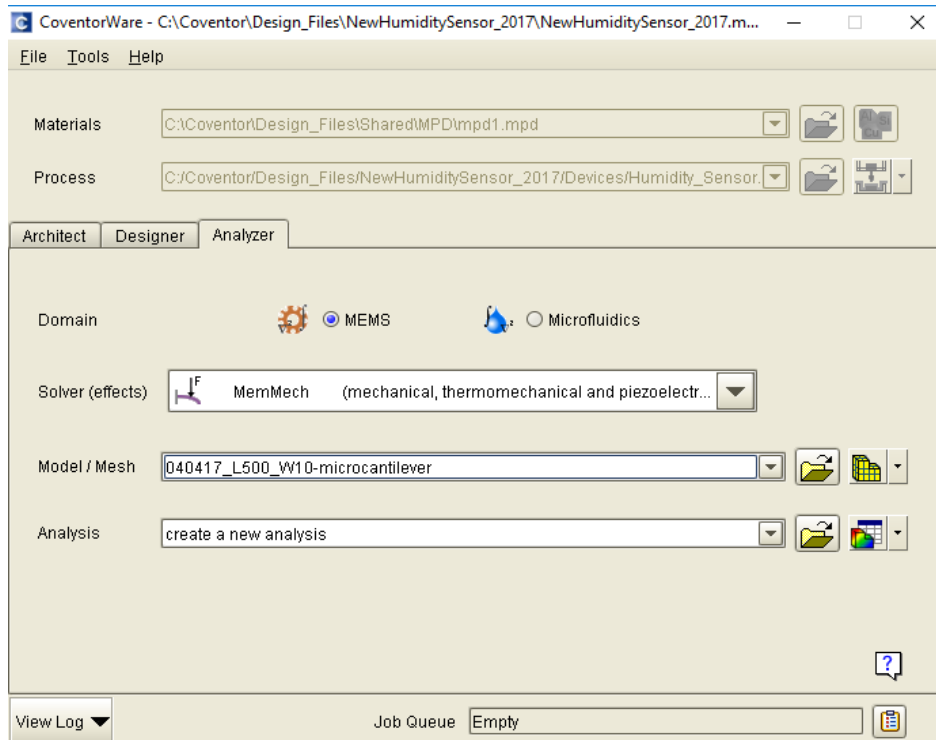 CoventorWare - C:\Coventor\Design_Files\NewHumiditySensor_2017\NewHumiditySensor_2017.m...
File Tools Help
Materials C:\Coventor\Design_Files\Shared\MPD\mpd1.mpd
Process C:/Coventor/Design_Files/NewHumiditySensor_2017/Devices/Humidity_Sensor.
Architect Designer Analyzer
Domain MEMS Microfluidics
Solver (effects) F MemMech (mechanical, thermomechanical and piezoelectr...
Model / Mesh 040417_L500_W10-microcantilever
Analysis create a new analysis
?
View Log Job Queue Empty